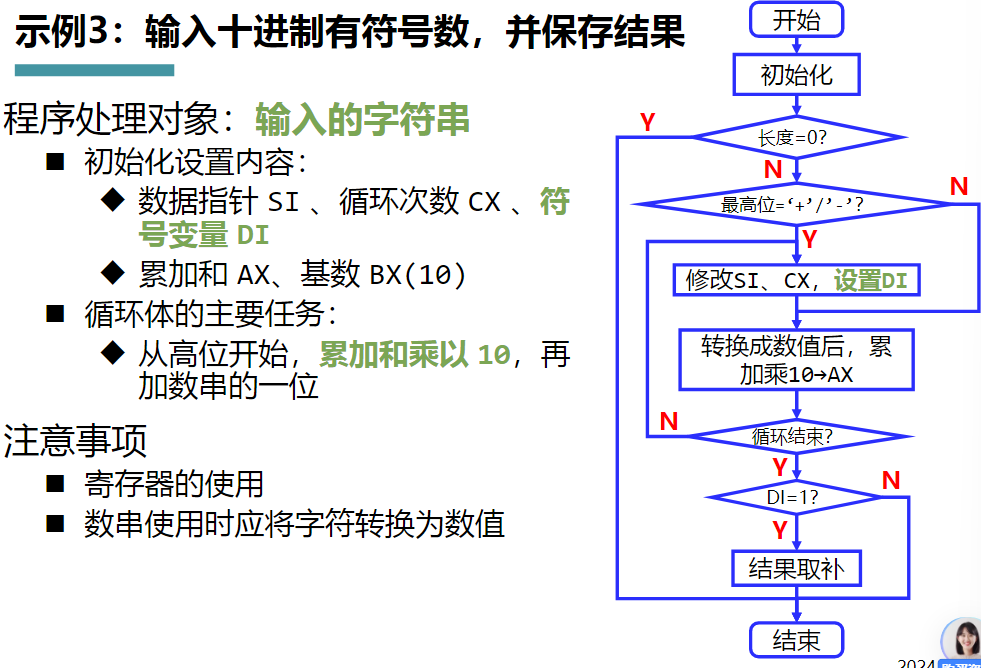 示例3：输入十进制有符号数，并保存结果
程序处理对象：输入的字符串
■ 初始化设置内容：
◆ 数据指针 SI 、循环次数 CX 、符
号变量 DI
◆ 累加和 AX、基数 BX(10)
■ 循环体的主要任务：
◆ 从高位开始，累加和乘以 10，再
加数串的一位
注意事项
■ 寄存器的使用
■ 数串使用时应将字符转换为数值
开始
初始化
Y
长度=0?
N
最高位=‘+’/’-’?
N
Y
修改SI、CX，设置DI
转换成数值后，累
加乘10→AX
N
循环结束?
Y
N
DI=1?
Y
结果取补
结束
2024